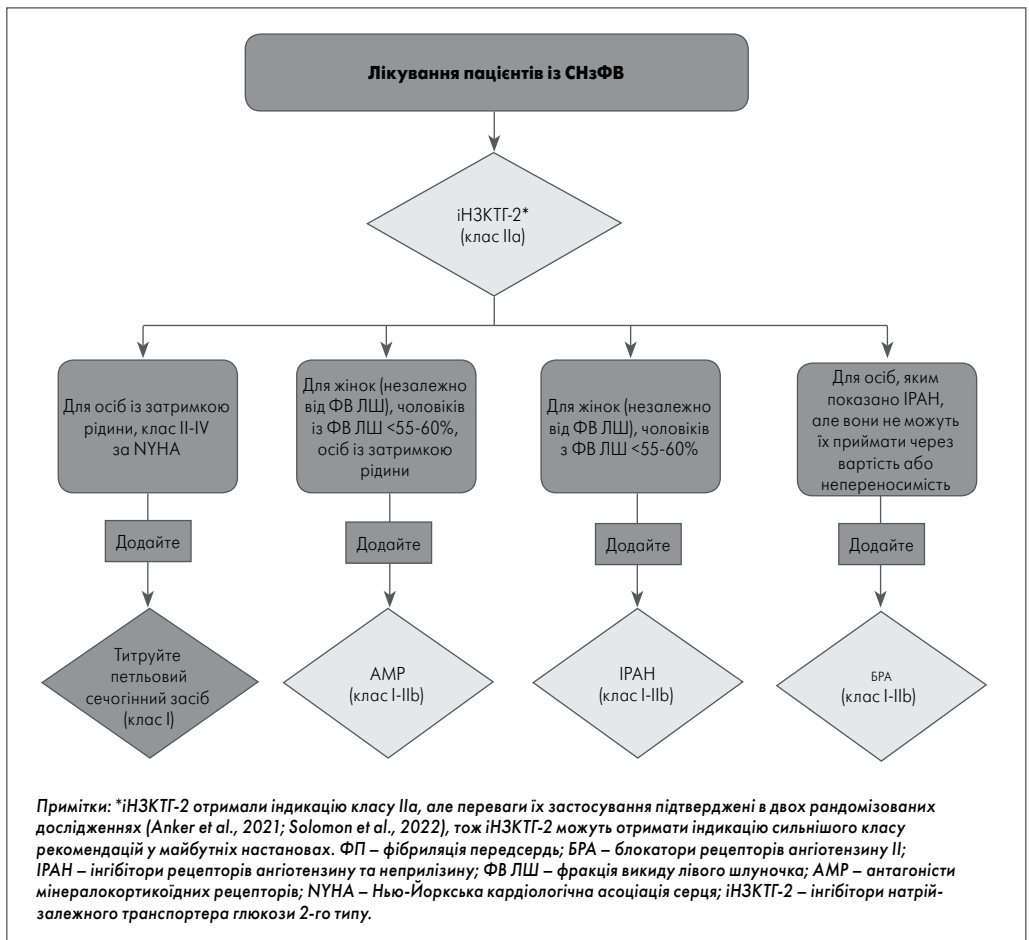 Лікування пацієнтів із СНзФВ
іНЗКТГ-2*
(клас IIa)
Для осіб із затримкою
рідини, клас II-IV
за NYHA
Для жінок (незалежно
від ФВ ЛШ), чоловіків
із ФВ ЛШ <55-60%,
осіб із затримкою
рідини
Для жінок (незалежно
від ФВ ЛШ), чоловіків
з ФВ ЛШ <55-60%
Для осіб, яким
показано ІРАН,
але вони не можуть
їх приймати через
вартість або
непереносимість
Додайте
Додайте
Додайте
Додайте
Титруйте
петльовий
сечогінний засіб
(клас I)
АМР
(клас I-IIb)
ІРАН
(клас I-IIb)
БРА
(клас I-IIb)
Примітки: *іНЗКТГ-2 отримали індикацію класу IIa, але переваги їх застосування підтверджені в двох рандомізованих
дослідженнях (Anker et al., 2021; Solomon et al., 2022), тож іНЗКТГ-2 можуть отримати індикацію сильнішого класу
рекомендацій у майбутніх настановах. ФП – фібриляція передсердь; БРА – блокатори рецепторів ангіотензину II;
ІРАН – інгібітори рецепторів ангіотензину та неприлізину; ФВ ЛШ – фракція викиду лівого шлуночка; АМР – антагоністи
мінералокортикоїдних рецепторів; NYHA – Нью-Йоркська кардіологічна асоціація серця; іНЗКТГ-2 – інгібітори натрій-
залежного транспортера глюкози 2-го типу.